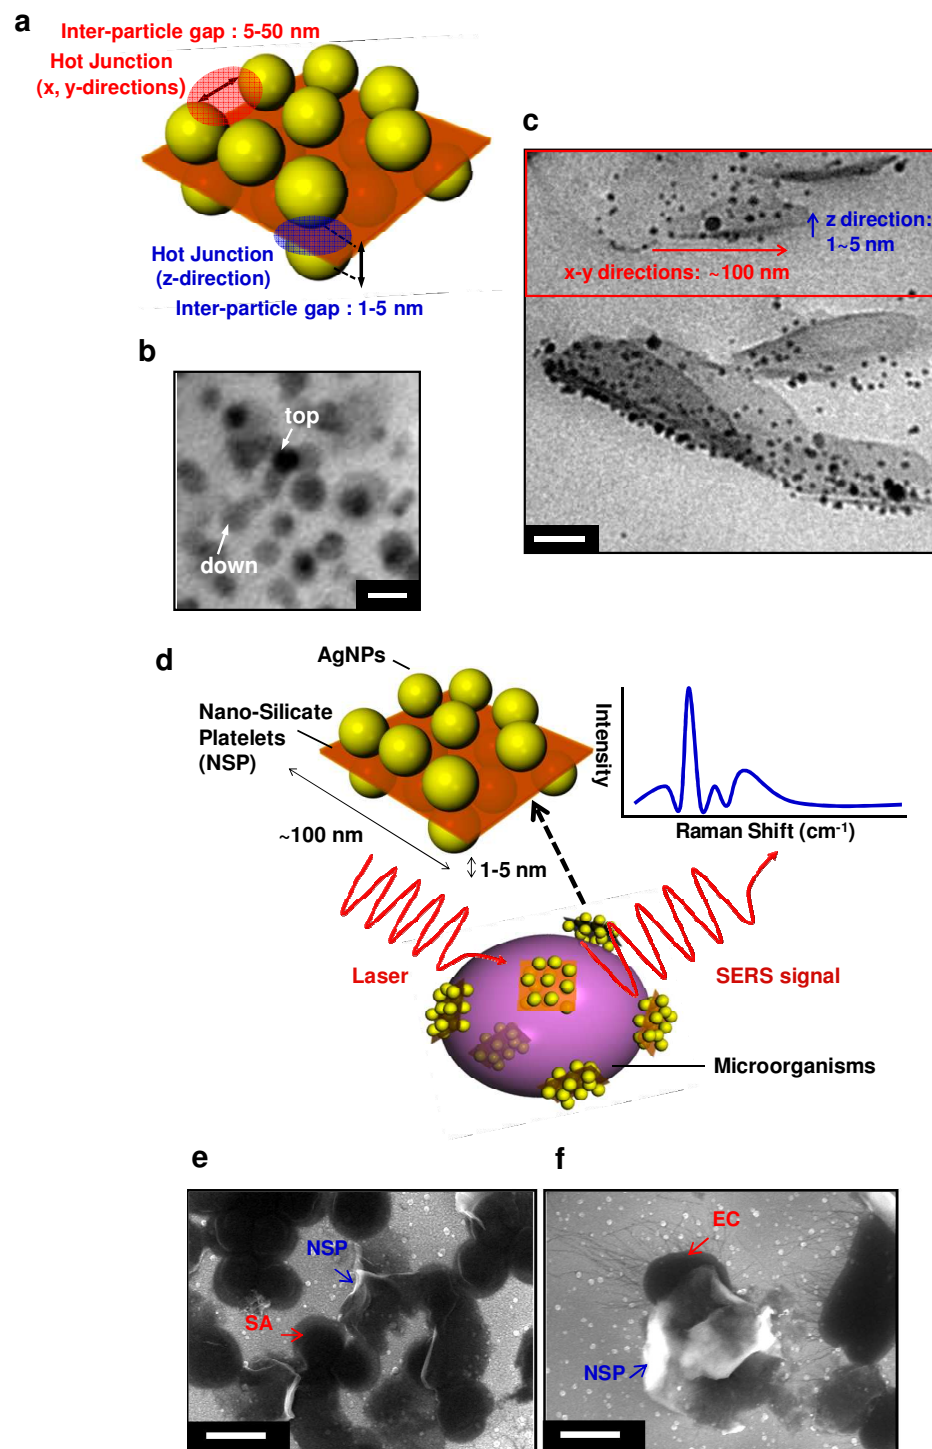 a
Inter-particle gap : 5-50 nm
Hot Junction
(x, y-directions)
Hot Junction
(z-direction)
Inter-particle gap : 1-5 nm
b
top
down
c
z direction:
1~5 nm
x-y directions: ~100 nm
d
AgNPs
Nano-Silicate
Platelets
(NSP)
~100 nm
1-5 nm
Intensity
Raman Shift (cm-1)
Laser
SERS signal
Microorganisms
e
NSP
SA
f
EC
NSP